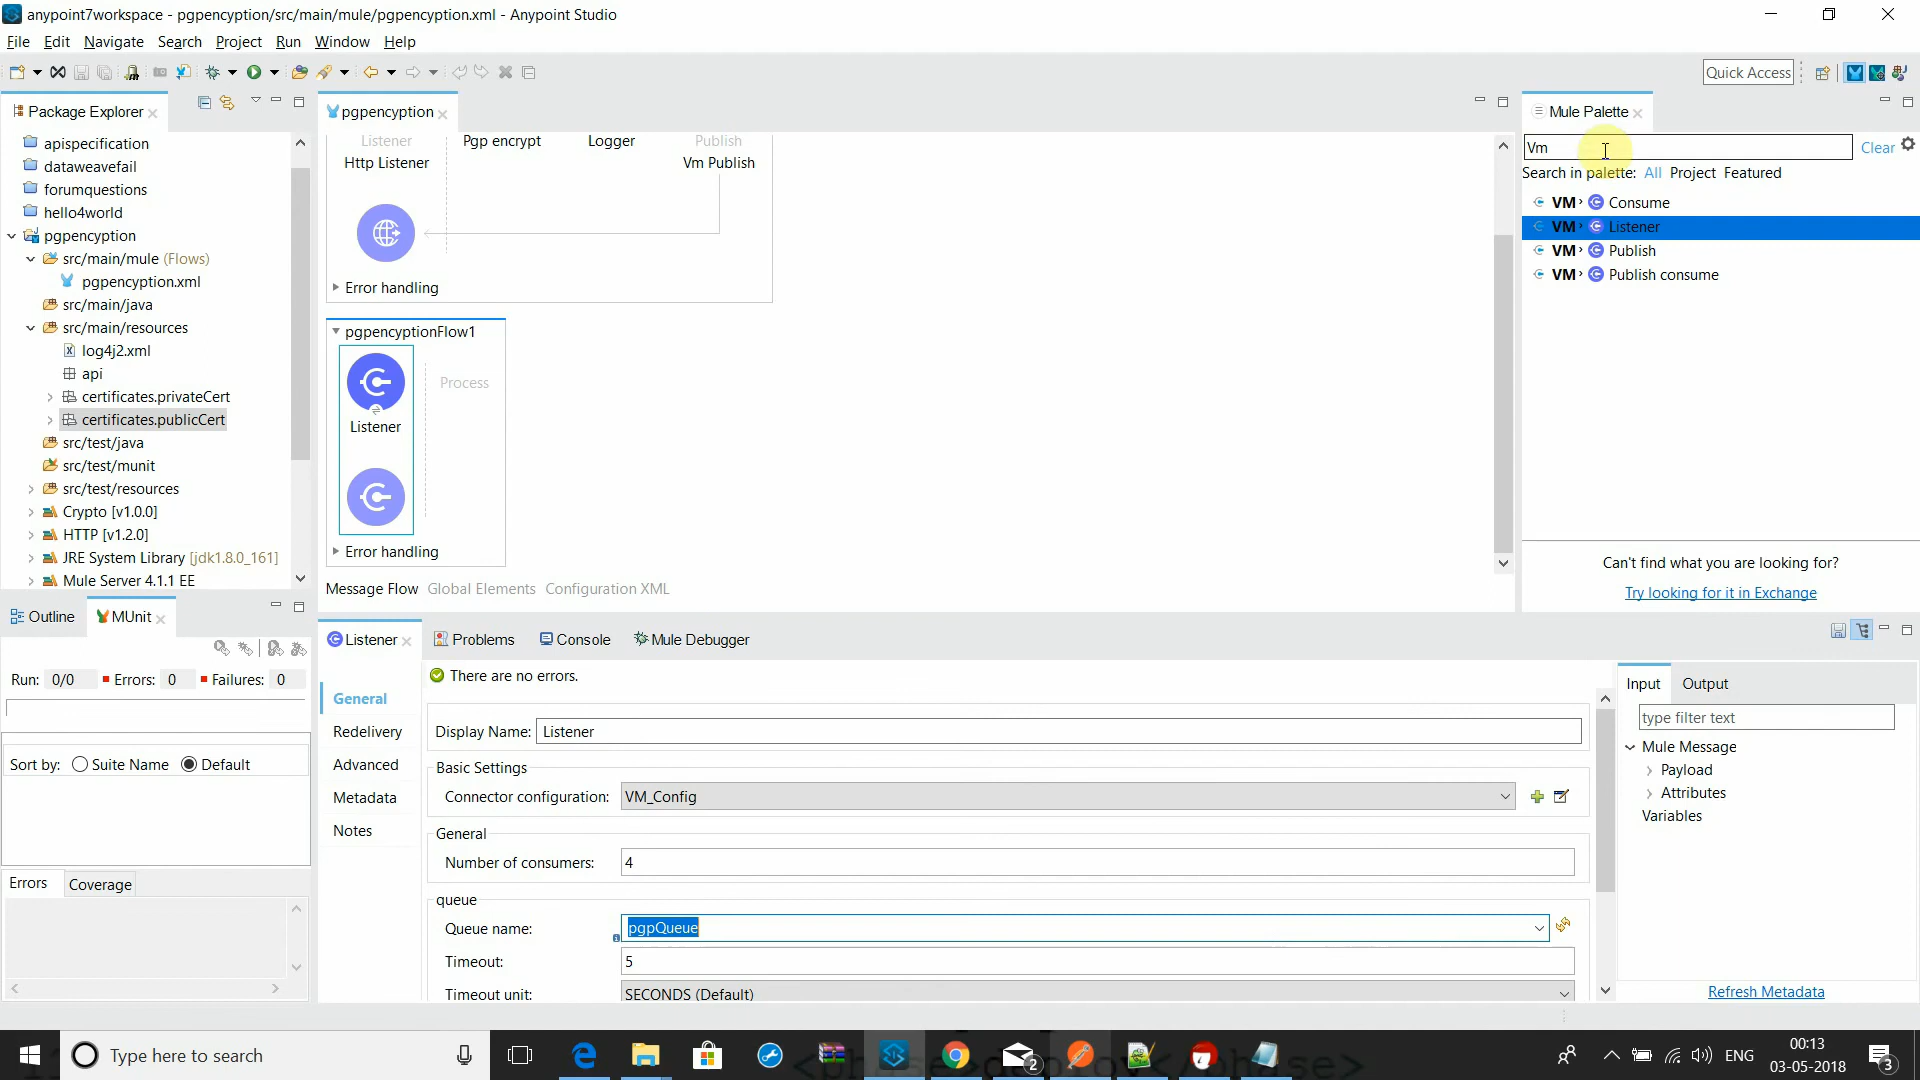 anypoint7workspace - pgpencyption/src/main/mule/pgpencyption.xml - Anypoint Studio
File Edit Navigate Search Project Run Window Help
Quick Access
Package Explorer
apispecification
dataweavefail
forumquestions
hello4world
pgpencyption
src/main/mule (Flows)
pgpencyption.xml
src/main/java
src/main/resources
log4j2.xml
api
certificates.privateCert
certificates.publicCert
src/test/java
src/test/munit
src/test/resources
Crypto [v1.0.0]
HTTP [v1.2.0]
JRE System Library [jdk1.8.0_161]
Mule Server 4.1.1 EE
pgpencyption
Listener Pgp encrypt Logger Publish
Http Listener Vm Publish
Error handling
pgpencyptionFlow1
Process
Listener
Error handling
Message Flow Global Elements Configuration XML
Mule Palette
Vm Clear
Search in palette: All Project Featured
VM Consume
VM Listener
VM Publish
VM Publish consume
Can't find what you are looking for?
Try looking for it in Exchange
Outline MUnit
Run: 0/0 Errors: 0 Failures: 0
Sort by: Suite Name Default
Errors Coverage
Listener Problems Console Mule Debugger
There are no errors.
General
Redelivery
Advanced
Metadata
Notes
Display Name: Listener
Basic Settings
Connector configuration: VM_Config
General
Number of consumers: 4
queue
Queue name: pgpQueue
Timeout: 5
Timeout unit: SECONDS (Default)
Input Output
type filter text
Mule Message
Payload
Attributes
Variables
Refresh Metadata
Type here to search
2
ENG
00:13
03-05-2018
3